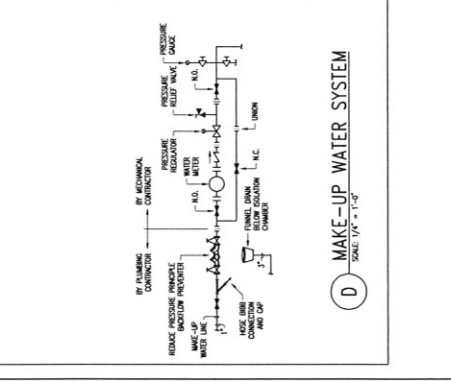 BY PLUMBING
CONTRACTOR
BY MECHANICAL
CONTRACTOR
REDUCE PRESSURE PRINCIPLE
BACKFLOW PREVENTER
MAKE-UP
WATER LINE
1"
HOSE BIBB
CONNECTION
AND CAP
3"
FUNNEL DRAIN
BELOW ISOLATION
CHAMBER
N.O.
WATER
METER
PRESSURE
REGULATOR
PRESSURE
RELIEF VALVE
N.O.
PRESSURE
GAUGE
N.C.
UNION
D
MAKE-UP WATER SYSTEM
SCALE: 1/4" = 1'-0"